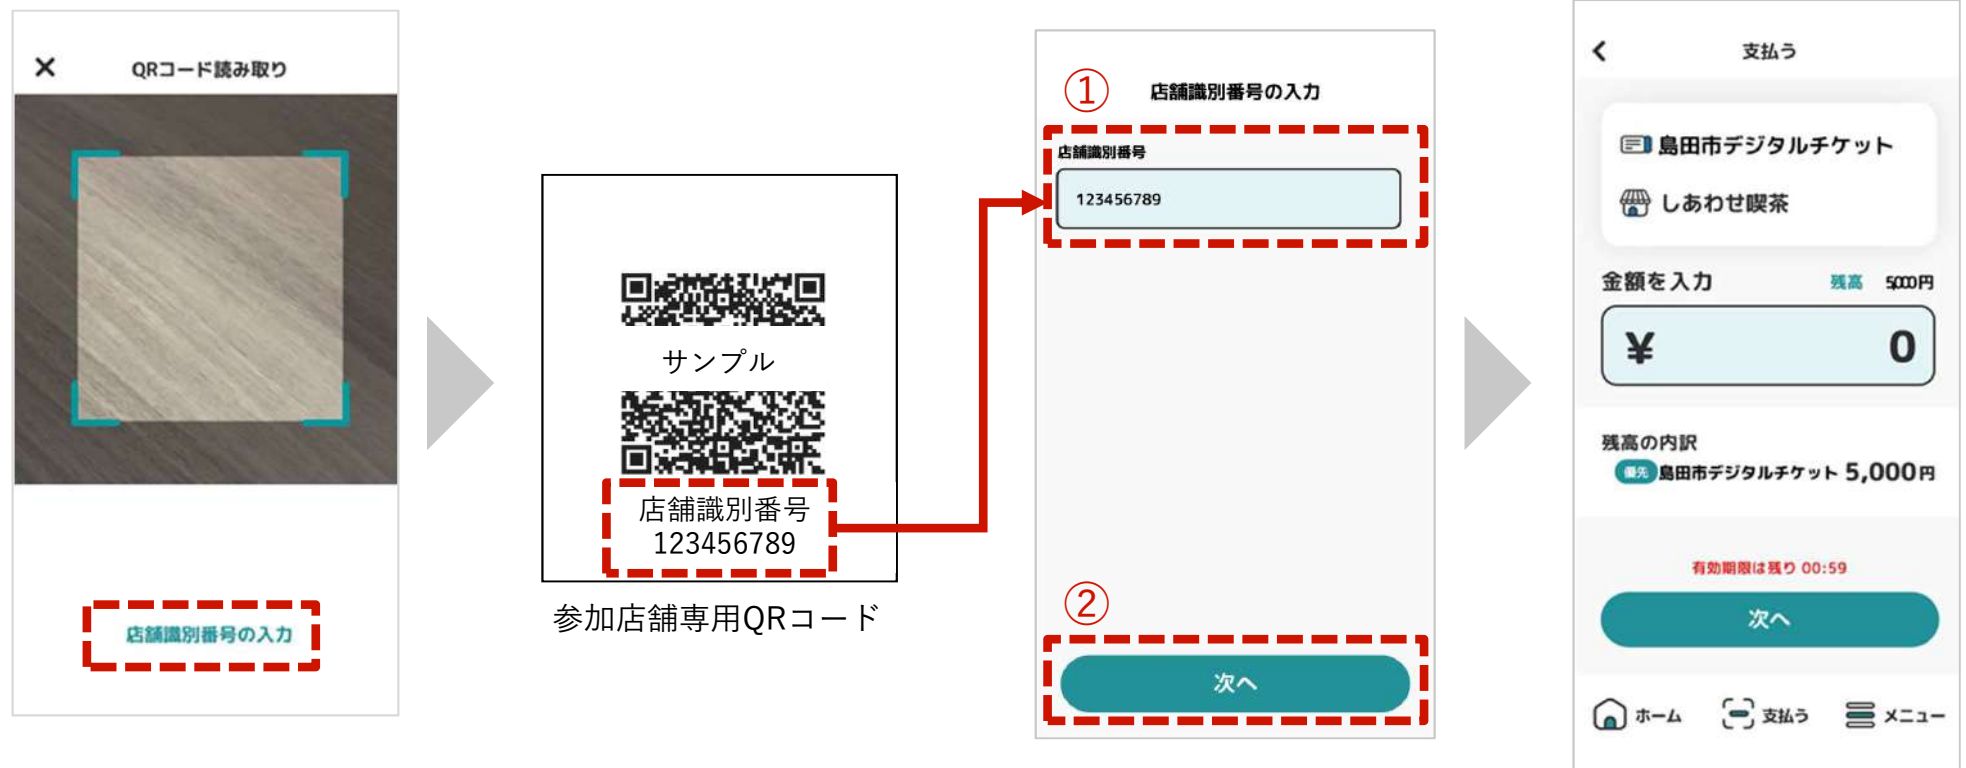 QRコード読み取り
店舗識別番号の入力
サンプル
店舗識別番号
123456789
参加店舗専用QRコード
①
店舗識別番号の入力
店舗識別番号
123456789
②
次へ
支払う
島田市デジタルチケット
しあわせ喫茶
金額を入力 残高 5,000円
¥ 0
残高の内訳
優先 島田市デジタルチケット 5,000円
有効期限は残り 00:59
次へ
ホーム 支払う メニュー